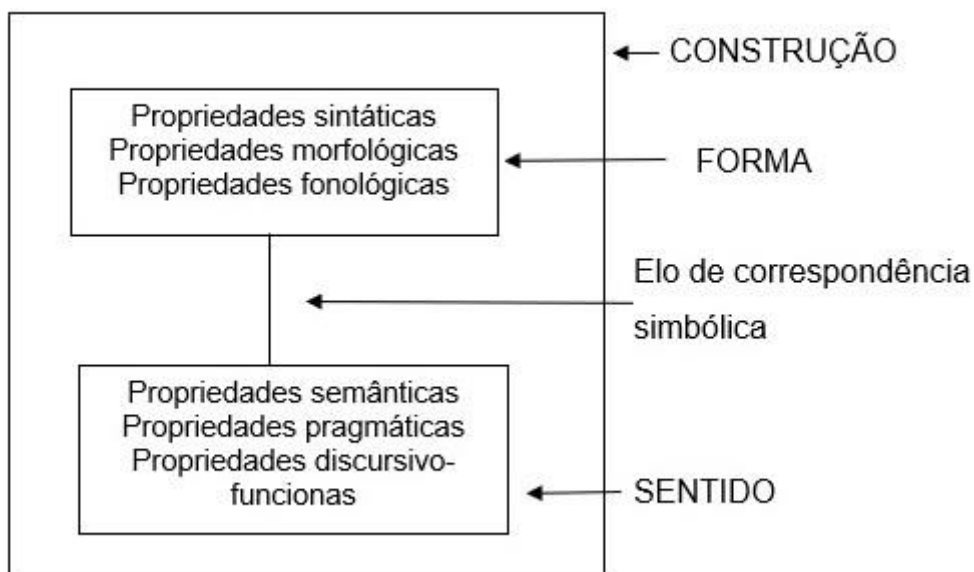 CONSTRUÇÃO
Propriedades sintáticas
Propriedades morfológicas
Propriedades fonológicas
FORMA
Elo de correspondência
simbólica
Propriedades semânticas
Propriedades pragmáticas
Propriedades discursivo-
funcionas
SENTIDO